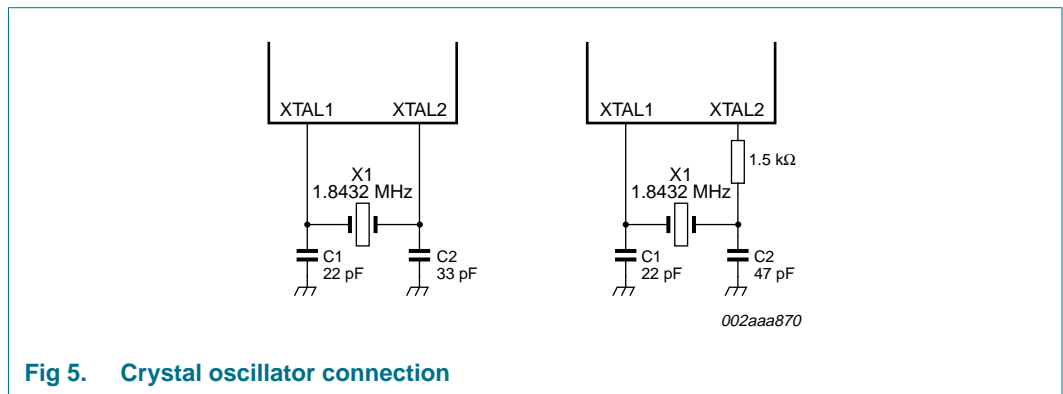 XTAL1 XTAL2
X1
1.8432 MHz
C1
22 pF
C2
33 pF
XTAL1 XTAL2
1.5 kΩ
X1
1.8432 MHz
C1
22 pF
C2
47 pF
002aaa870
Fig 5. Crystal oscillator connection